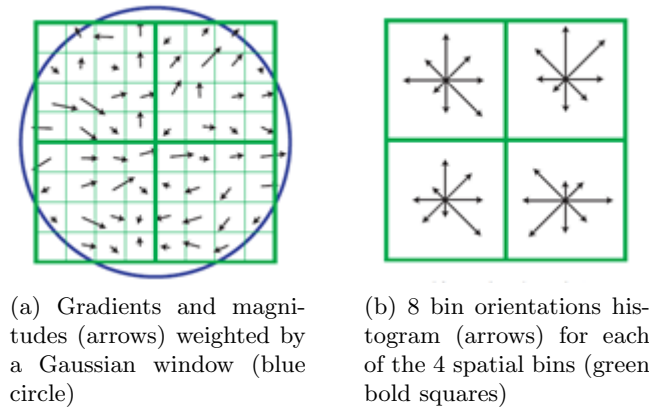 (a) Gradients and magni-
tudes (arrows) weighted by
a Gaussian window (blue
circle)
(b) 8 bin orientations his-
togram (arrows) for each
of the 4 spatial bins (green
bold squares)